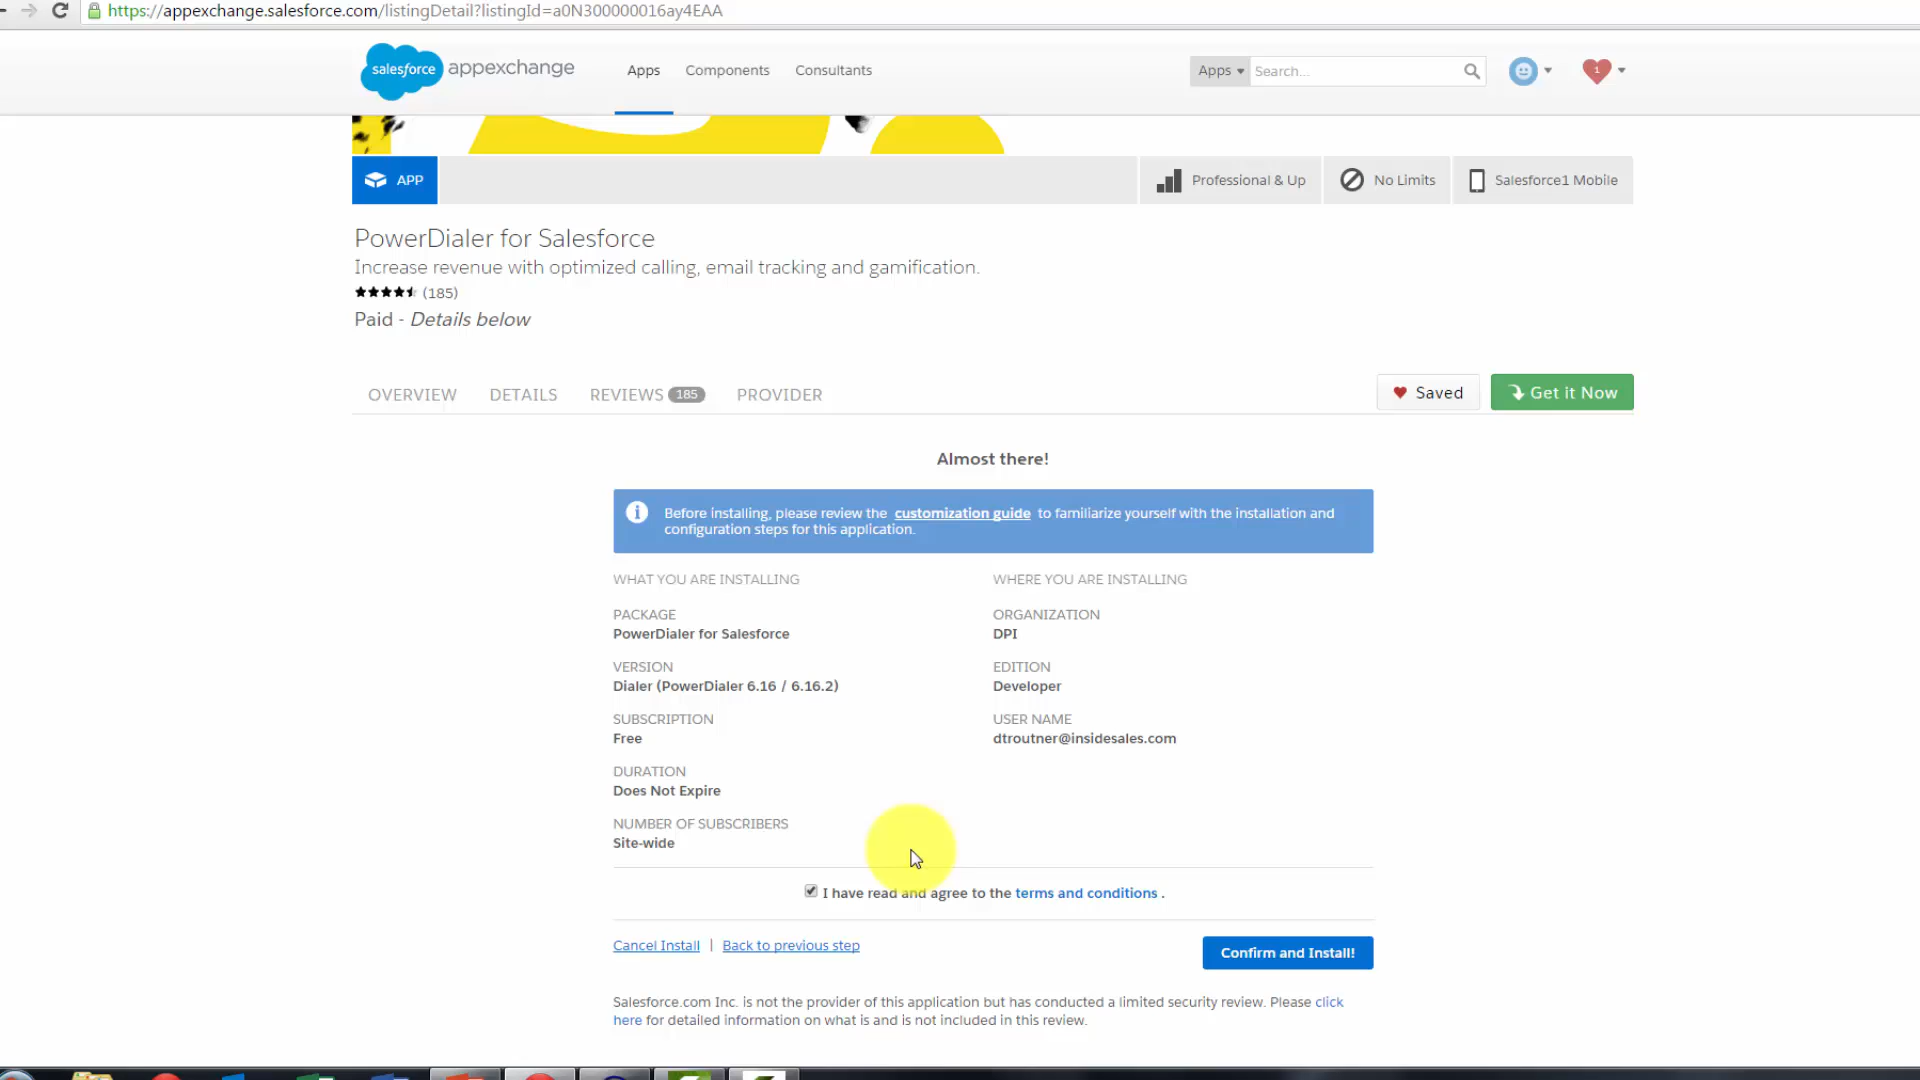 https://appexchange.salesforce.com/listingDetail?listingId=a0N300000016ay4EAA
salesforce appexchange Apps Components Consultants Apps Search... 1
APP Professional & Up No Limits Salesforce1 Mobile
PowerDialer for Salesforce
Increase revenue with optimized calling, email tracking and gamification.
(185)
Paid - Details below
OVERVIEW DETAILS REVIEWS 185 PROVIDER Saved Get it Now
Almost there!
Before installing, please review the customization guide to familiarize yourself with the installation and
configuration steps for this application.
WHAT YOU ARE INSTALLING WHERE YOU ARE INSTALLING
PACKAGE ORGANIZATION
PowerDialer for Salesforce DPI
VERSION EDITION
Dialer (PowerDialer 6.16 / 6.16.2) Developer
SUBSCRIPTION USER NAME
Free dtroutner@insidesales.com
DURATION
Does Not Expire
NUMBER OF SUBSCRIBERS
Site-wide
I have read and agree to the terms and conditions .
Cancel Install | Back to previous step Confirm and Install!
Salesforce.com Inc. is not the provider of this application but has conducted a limited security review. Please click
here for detailed information on what is and is not included in this review.